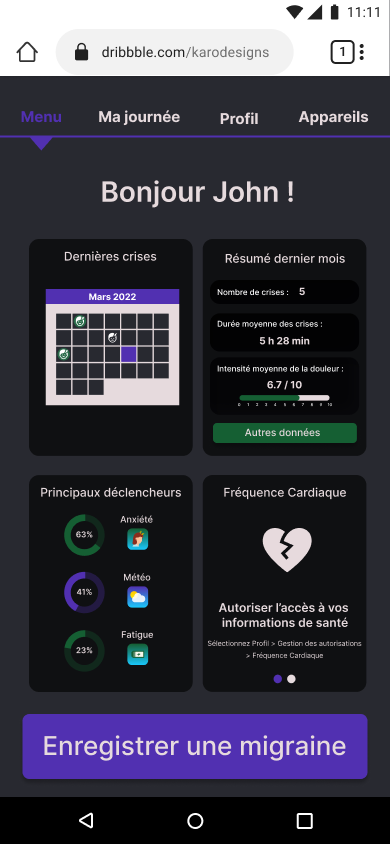 11:11
dribbble.com/karodesigns
1
Menu
Ma journée
Profil
Appareils
Bonjour John !
Dernières crises
Mars 2022
Résumé dernier mois
Nombre de crises : 5
Durée moyenne des crises :
5 h 28 min
Intensité moyenne de la douleur :
6.7 / 10
0 1 2 3 4 5 6 7 8 9 10
Autres données
Principaux déclencheurs
63%
Anxiété
41%
Météo
23%
Fatigue
Fréquence Cardiaque
Autoriser l'accès à vos
informations de santé
Sélectionnez Profil > Gestion des autorisations
> Fréquence Cardiaque
Enregistrer une migraine